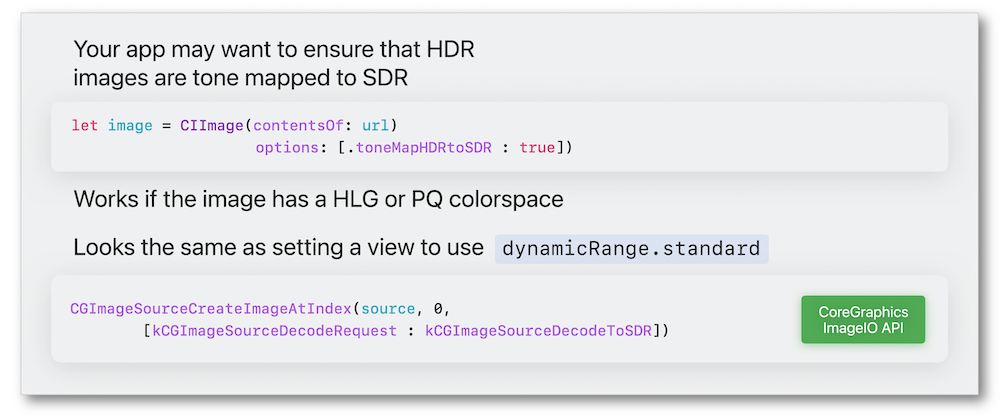 Your app may want to ensure that HDR
images are tone mapped to SDR
let image = CIImage(contentsOf: url)
options: [.toneMapHDRtoSDR : true])
Works if the image has a HLG or PQ colorspace
Looks the same as setting a view to use dynamicRange.standard
CGImageSourceCreateImageAtIndex(source, 0,
[kCGImageSourceDecodeRequest : kCGImageSourceDecodeToSDR])
CoreGraphics
ImageIO API